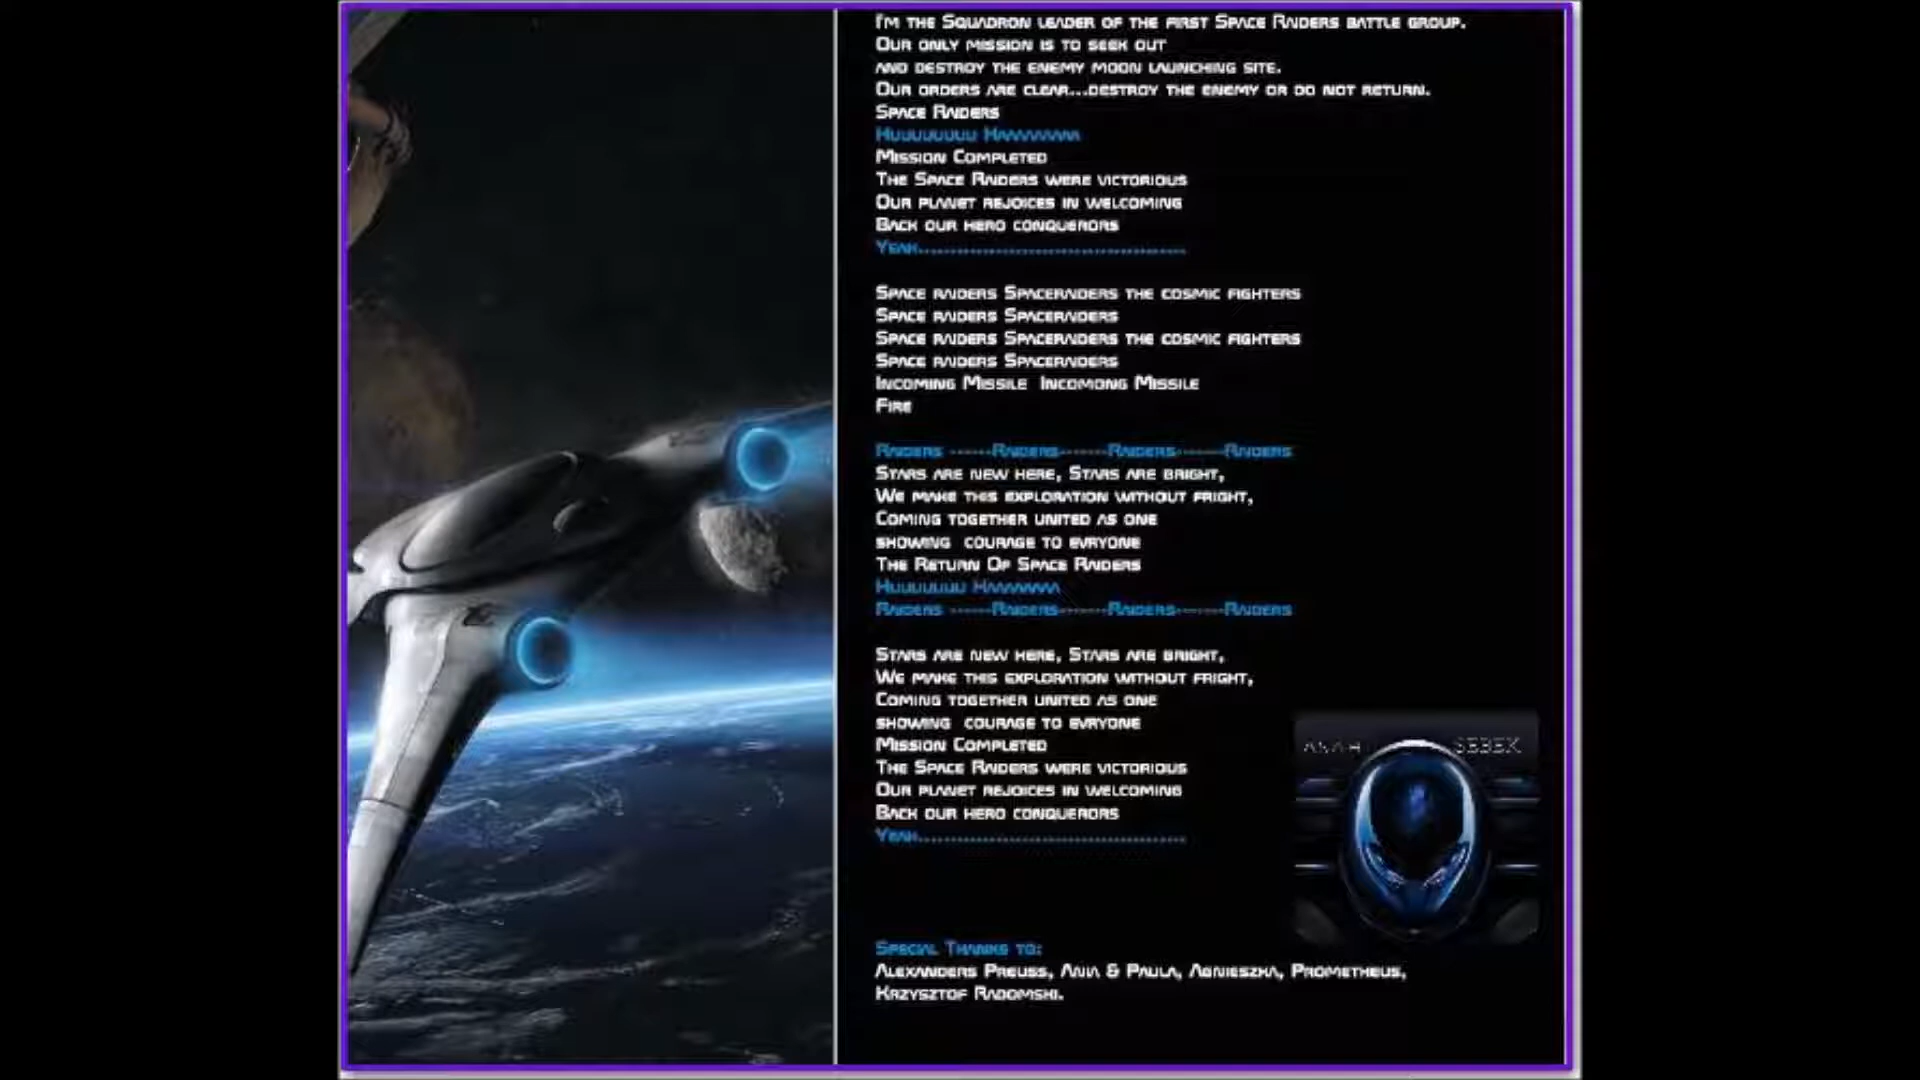 I'm the Squadron leader of the first Space Raiders battle group.
Our only mission is to seek out
and destroy the enemy moon launching site.
Our orders are clear...destroy the enemy or do not return.
Space Raiders
Huuuuuuuu Haaaaaaaa
Mission Completed
The Space Raiders were victorious
Our planet rejoices in welcoming
Back our hero conquerors
Yeah..........................................
Space raiders Spaceraiders the cosmic fighters
Space raiders Spaceraiders
Space raiders Spaceraiders the cosmic fighters
Space raiders Spaceraiders
Incoming Missile Incomong Missile
Fire
Raiders ------Raiders-------Raiders-------Raiders
Stars are new here, Stars are bright,
We make this exploration without fright,
Coming together united as one
showing courage to evryone
The Return Of Space Raiders
Huuuuuuu Haaaaaaa
Raiders ------Raiders-------Raiders-------Raiders
Stars are new here, Stars are bright,
We make this exploration without fright,
Coming together united as one
showing courage to evryone
Mission Completed
The Space Raiders were victorious
Our planet rejoices in welcoming
Back our hero conquerors
Yeah..........................................
Special Thanks to:
Alexanders Preuss, Ania & Paula, Agnieszka, Prometheus,
Krzysztof Radomski.